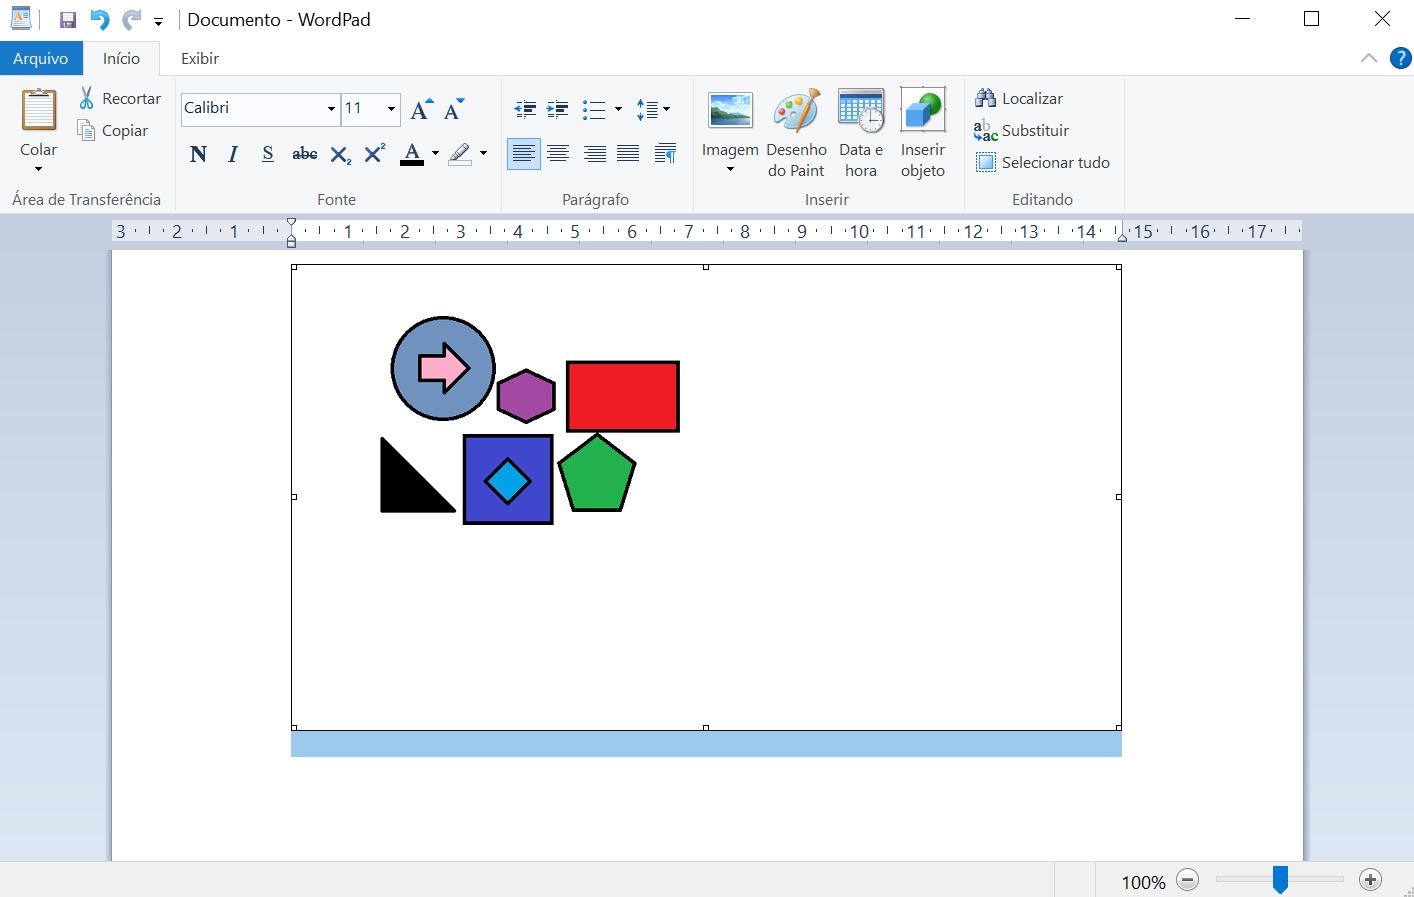 Documento - WordPad
Arquivo Início Exibir
Colar Recortar
Copiar
Área de Transferência
Calibri 11
N I S abc X₂ X² A
Fonte
Parágrafo
Imagem Desenho do Paint Data e hora Inserir objeto
Inserir
Localizar
Substituir
Selecionar tudo
Editando
3 2 1 1 2 3 4 5 6 7 8 9 10 11 12 13 14 15 16 17
100%